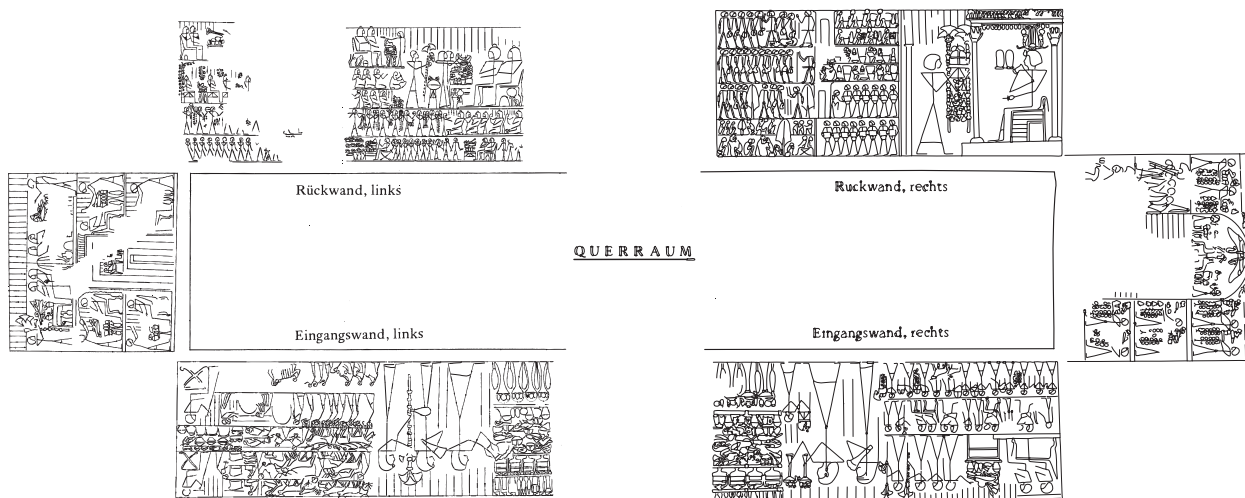 Rückwand, links
Ruckwand, rechts
QUERRAUM
Eingangswand, links
Eingangswand, rechts